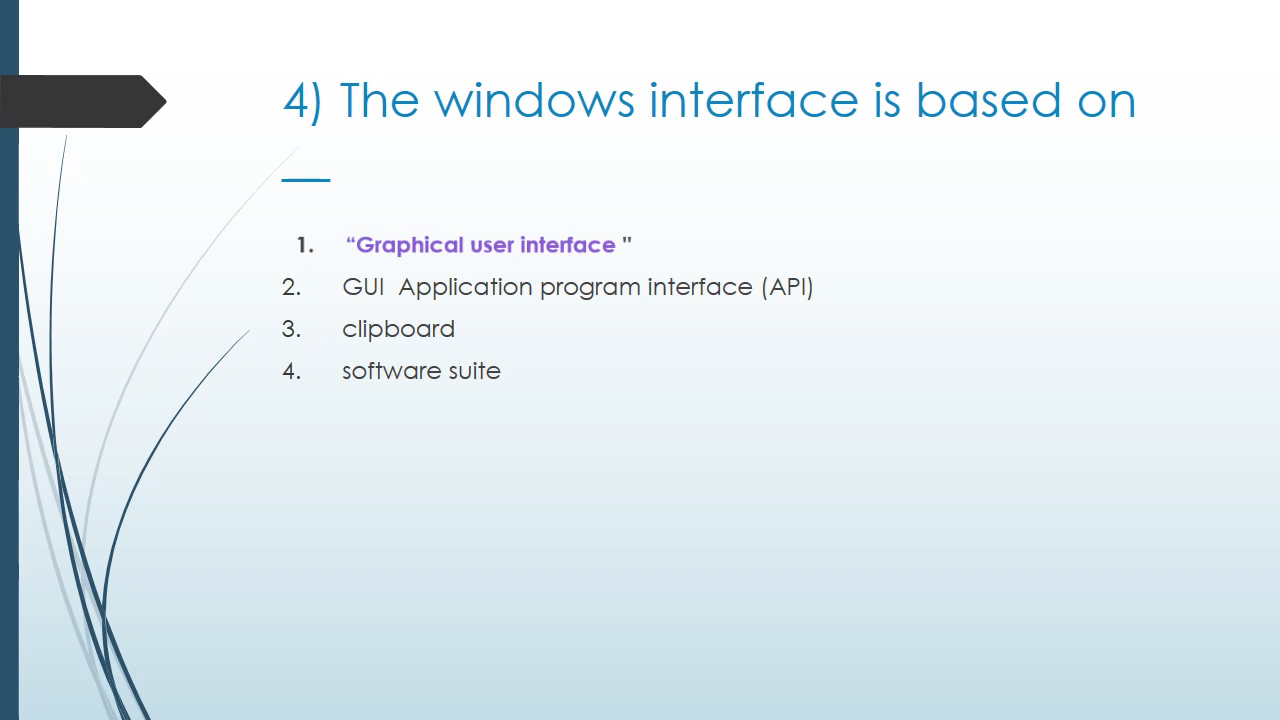 4) The windows interface is based on
__
1. “Graphical user interface "
2. GUI Application program interface (API)
3. clipboard
4. software suite